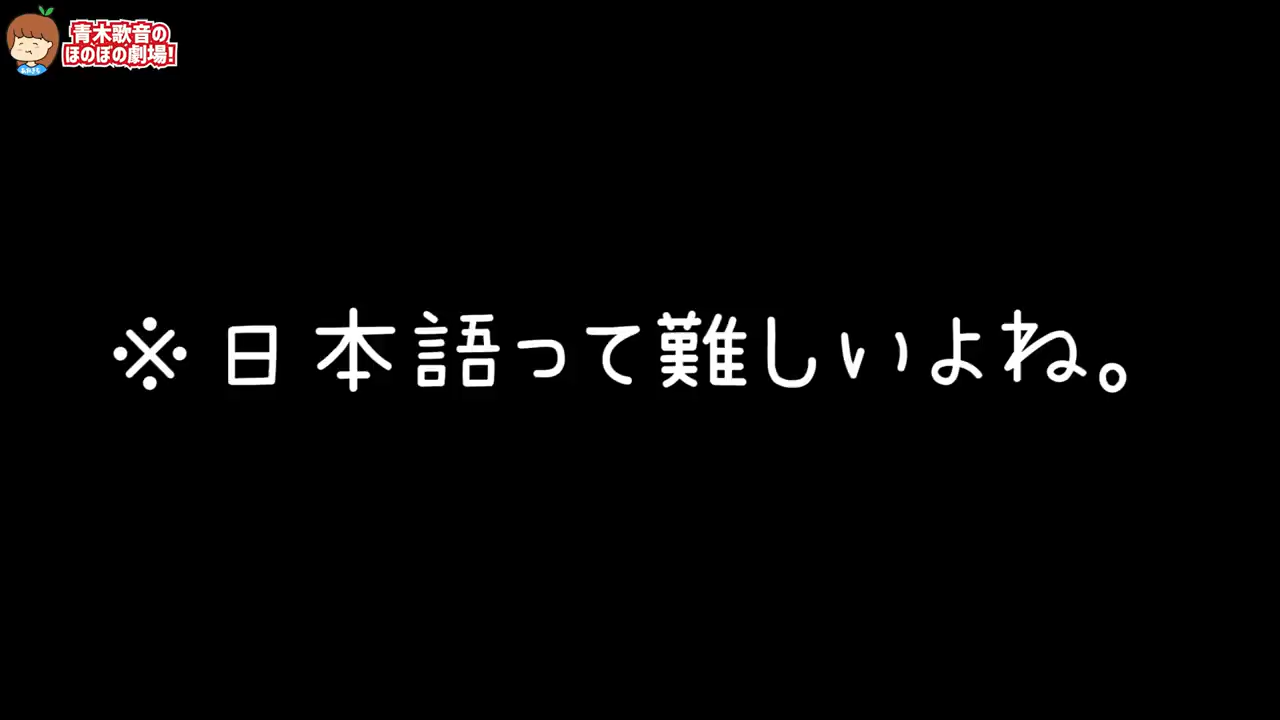 青木歌音の
ほのぼの劇場!
※日本語って難しいよね。